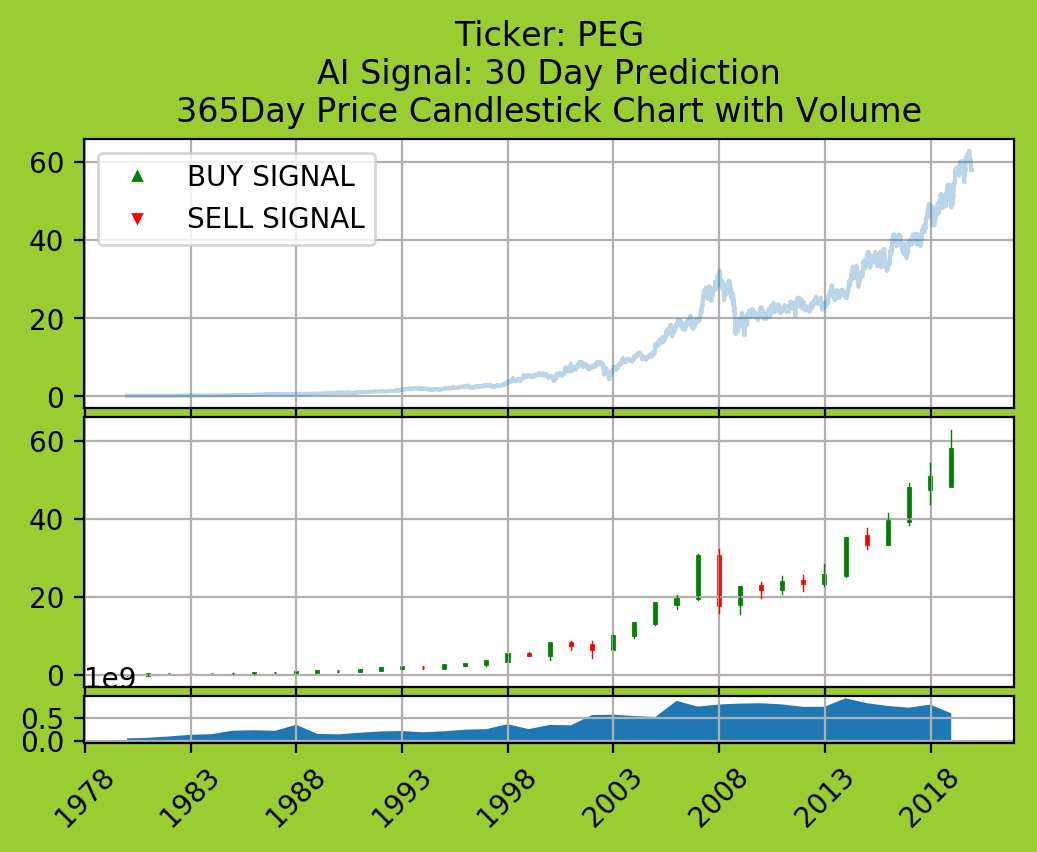 Ticker: PEG
AI Signal: 30 Day Prediction
365Day Price Candlestick Chart with Volume
BUY SIGNAL
SELL SIGNAL
60
40
20
0
60
40
20
0
1e9
0.5
0.0
1978 1983 1988 1993 1998 2003 2008 2013 2018